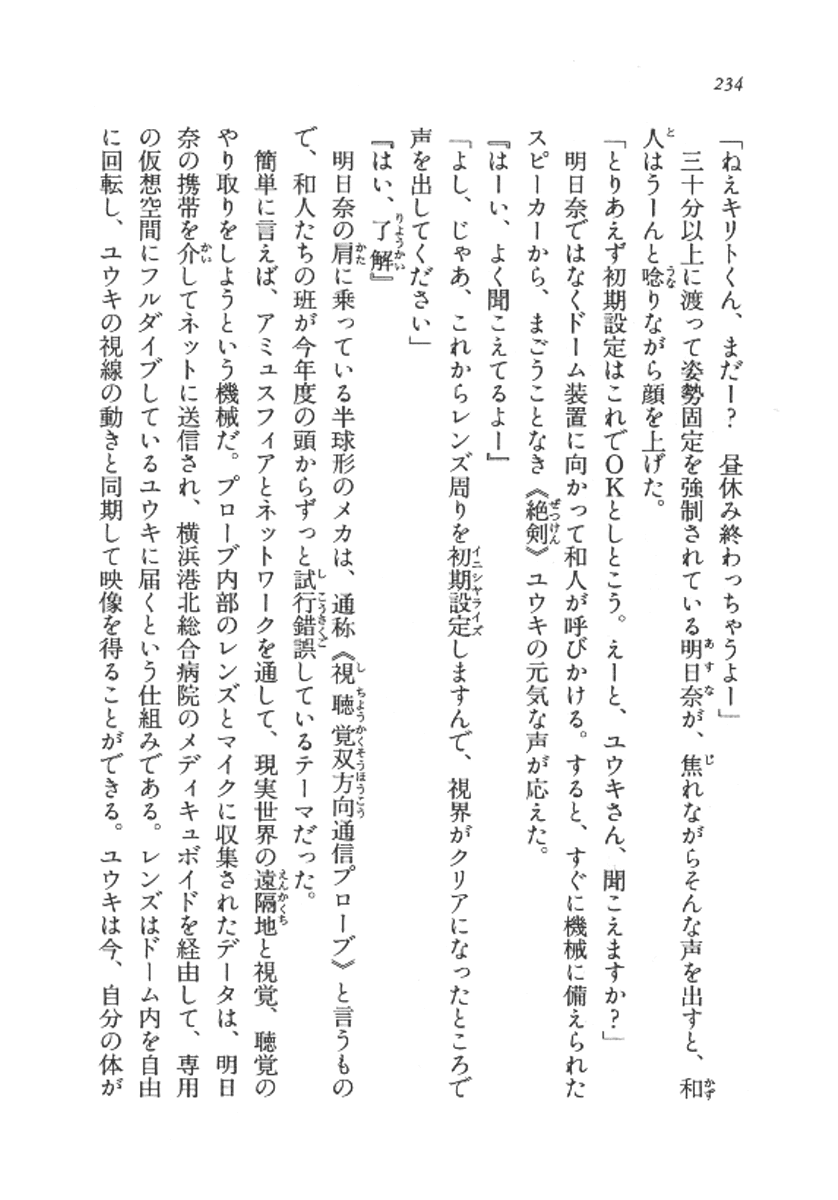 234
「ねえキリトくん、まだー？　昼休み終わっちゃうよー」
　三十分以上に渡って姿勢固定を強制されている明日奈が、焦れながらそんな声を出すと、和
人はうーんと唸りながら顔を上げた。
「とりあえず初期設定はこれでOKとしとこう。えーと、ユウキさん、聞こえますか？」
　明日奈ではなくドーム装置に向かって和人が呼びかける。すると、すぐに機械に備えられた
スピーカーから、まごうことなき《絶剣》ユウキの元気な声が応えた。
『はーい、よく聞こえてるよー』
「よし、じゃあ、これからレンズ周りを初期設定しますんで、視界がクリアになったところで
声を出してください」
『はい、了解』
　明日奈の肩に乗っている半球形のメカは、通称《視聴覚双方向通信プローブ》と言うもの
で、和人たちの班が今年度の頭からずっと試行錯誤しているテーマだった。
　簡単に言えば、アミュスフィアとネットワークを通して、現実世界の遠隔地と視覚、聴覚の
やり取りをしようという機械だ。プローブ内部のレンズとマイクに収集されたデータは、明日
奈の携帯を介してネットに送信され、横浜港北総合病院のメディキュボイドを経由して、専用
の仮想空間にフルダイブしているユウキに届くという仕組みである。レンズはドーム内を自由
に回転し、ユウキの視線の動きと同期して映像を得ることができる。ユウキは今、自分の体が